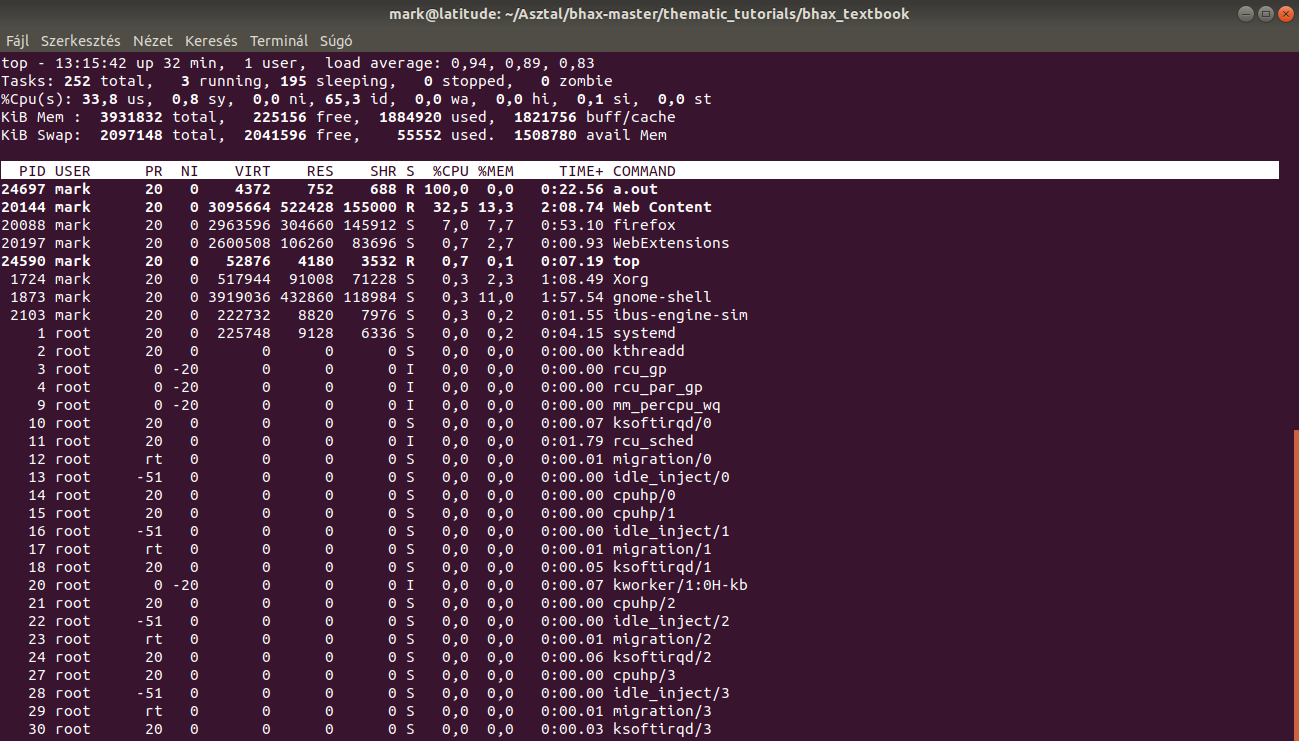 mark@latitude: ~/Asztal/bhax-master/thematic_tutorials/bhax_textbook
Fájl Szerkesztés Nézet Keresés Terminál Súgó
top - 13:15:42 up 32 min,  1 user,  load average: 0,94, 0,89, 0,83
Tasks: 252 total,   3 running, 195 sleeping,   0 stopped,   0 zombie
%Cpu(s): 33,8 us,  0,8 sy,  0,0 ni, 65,3 id,  0,0 wa,  0,0 hi,  0,1 si,  0,0 st
KiB Mem :  3931832 total,   225156 free,  1884920 used,  1821756 buff/cache
KiB Swap:  2097148 total,  2041596 free,    55552 used.  1508780 avail Mem
PID USER      PR  NI    VIRT    RES    SHR S  %CPU %MEM     TIME+ COMMAND
24697 mark      20   0    4372    752    688 R 100,0  0,0   0:22.56 a.out
20144 mark      20   0 3095664 522428 155000 R  32,5 13,3   2:08.74 Web Content
20088 mark      20   0 2963596 304660 145912 S   7,0  7,7   0:53.10 firefox
20197 mark      20   0 2600508 106260  83696 S   0,7  2,7   0:00.93 WebExtensions
24590 mark      20   0   52876   4180   3532 R   0,7  0,1   0:07.19 top
1724 mark      20   0  517944  91008  71228 S   0,3  2,3   1:08.49 Xorg
1873 mark      20   0 3919036 432860 118984 S   0,3 11,0   1:57.54 gnome-shell
2103 mark      20   0  222732   8820   7976 S   0,3  0,2   0:01.55 ibus-engine-sim
1 root      20   0  225748   9128   6336 S   0,0  0,2   0:04.15 systemd
2 root      20   0       0      0      0 S   0,0  0,0   0:00.00 kthreadd
3 root       0 -20       0      0      0 I   0,0  0,0   0:00.00 rcu_gp
4 root       0 -20       0      0      0 I   0,0  0,0   0:00.00 rcu_par_gp
9 root       0 -20       0      0      0 I   0,0  0,0   0:00.00 mm_percpu_wq
10 root      20   0       0      0      0 S   0,0  0,0   0:00.07 ksoftirqd/0
11 root      20   0       0      0      0 I   0,0  0,0   0:01.79 rcu_sched
12 root      rt   0       0      0      0 S   0,0  0,0   0:00.01 migration/0
13 root     -51   0       0      0      0 S   0,0  0,0   0:00.00 idle_inject/0
14 root      20   0       0      0      0 S   0,0  0,0   0:00.00 cpuhp/0
15 root      20   0       0      0      0 S   0,0  0,0   0:00.00 cpuhp/1
16 root     -51   0       0      0      0 S   0,0  0,0   0:00.00 idle_inject/1
17 root      rt   0       0      0      0 S   0,0  0,0   0:00.01 migration/1
18 root      20   0       0      0      0 S   0,0  0,0   0:00.05 ksoftirqd/1
20 root       0 -20       0      0      0 I   0,0  0,0   0:00.07 kworker/1:0H-kb
21 root      20   0       0      0      0 S   0,0  0,0   0:00.00 cpuhp/2
22 root     -51   0       0      0      0 S   0,0  0,0   0:00.00 idle_inject/2
23 root      rt   0       0      0      0 S   0,0  0,0   0:00.01 migration/2
24 root      20   0       0      0      0 S   0,0  0,0   0:00.06 ksoftirqd/2
27 root      20   0       0      0      0 S   0,0  0,0   0:00.00 cpuhp/3
28 root     -51   0       0      0      0 S   0,0  0,0   0:00.00 idle_inject/3
29 root      rt   0       0      0      0 S   0,0  0,0   0:00.01 migration/3
30 root      20   0       0      0      0 S   0,0  0,0   0:00.03 ksoftirqd/3